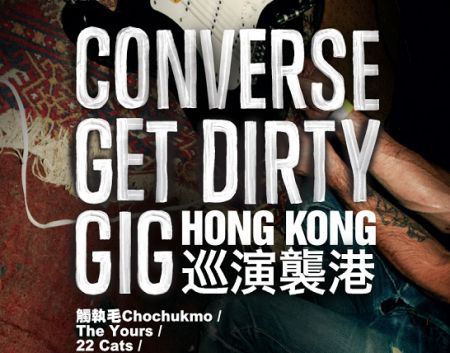 CONVERSE
GET DIRTY
GIG HONG KONG
巡演襲港
觸執毛Chochukmo /
The Yours /
22 Cats /